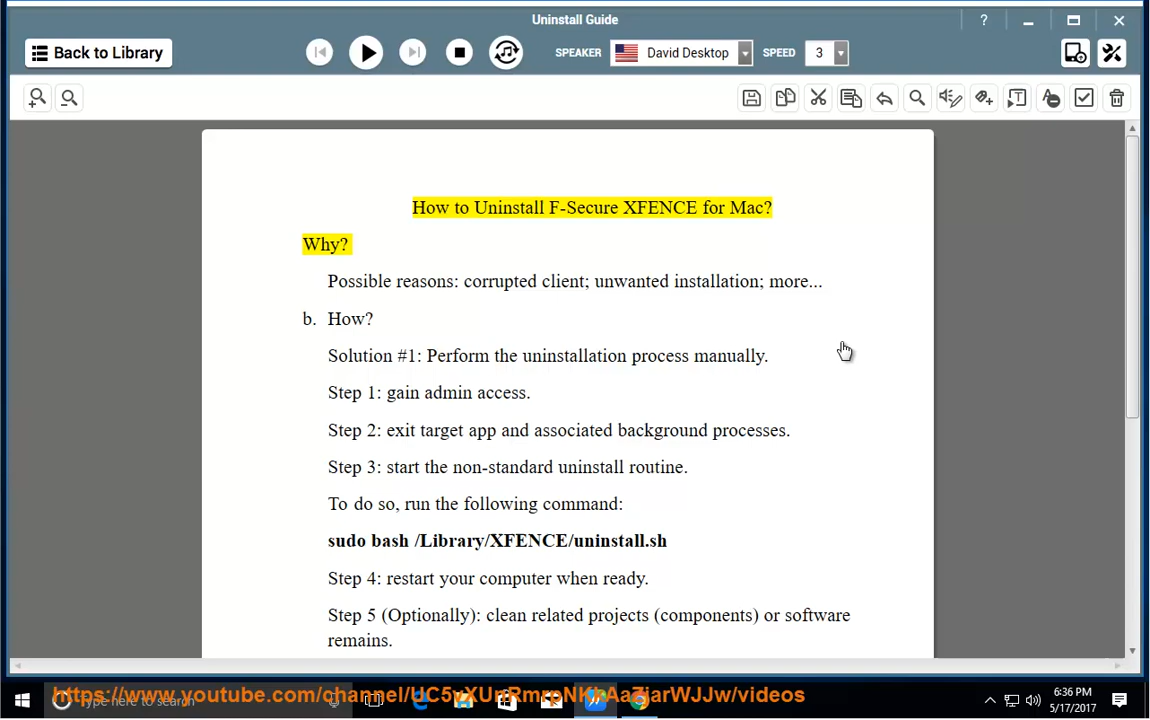 Uninstall Guide
?
Back to Library
SPEAKER
David Desktop
SPEED
3
How to Uninstall F-Secure XFENCE for Mac?
Why?
Possible reasons: corrupted client; unwanted installation; more...
b. How?
Solution #1: Perform the uninstallation process manually.
Step 1: gain admin access.
Step 2: exit target app and associated background processes.
Step 3: start the non-standard uninstall routine.
To do so, run the following command:
sudo bash /Library/XFENCE/uninstall.sh
Step 4: restart your computer when ready.
Step 5 (Optionally): clean related projects (components) or software
remains.
Type here to search
6:36 PM
5/17/2017